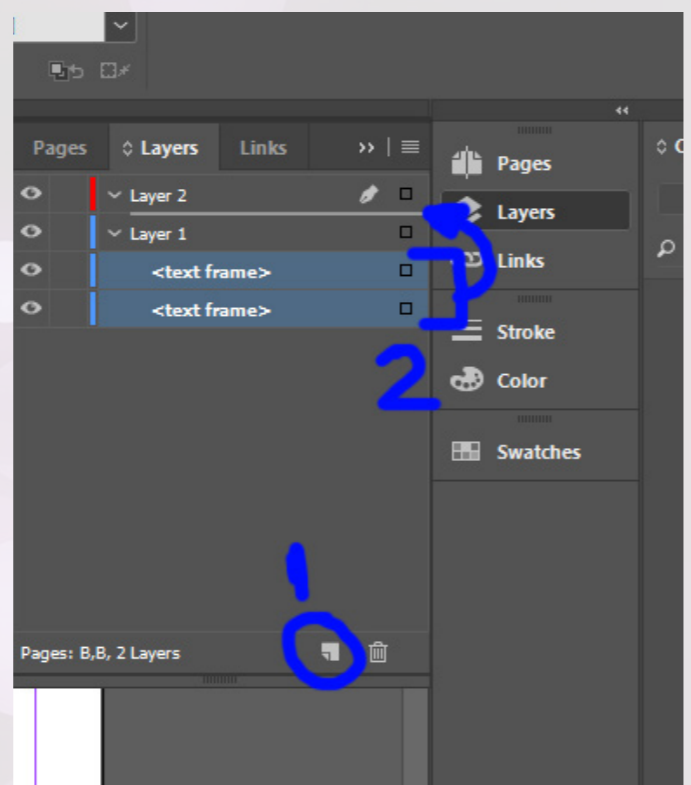 Pages Layers Links
Layer 2
Layer 1
<text frame>
<text frame>
2
1
Pages: B,B, 2 Layers
Pages
Layers
Links
Stroke
Color
Swatches